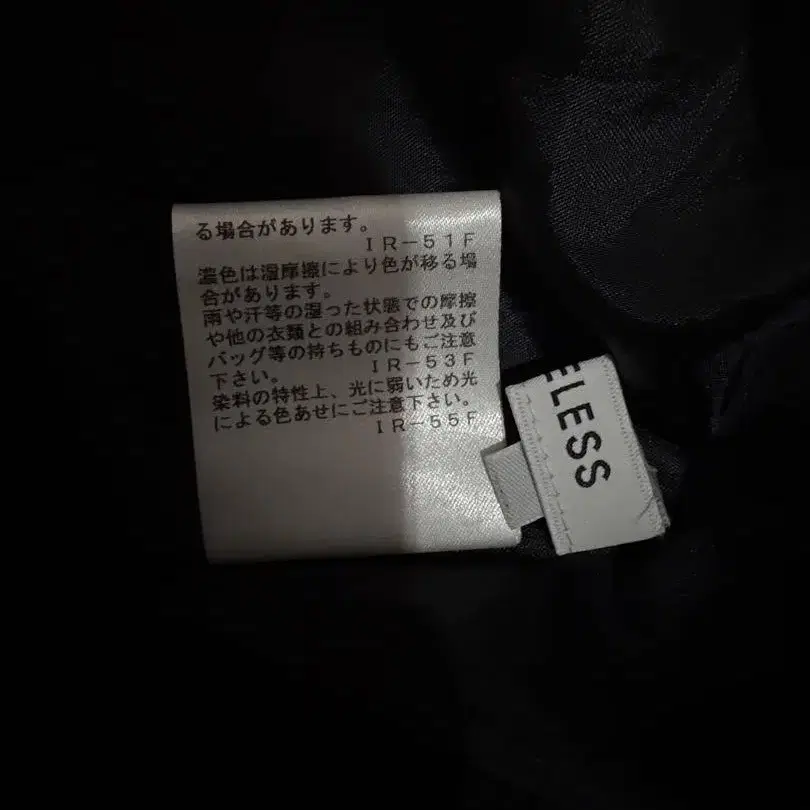 る場合があります。
IR-51F
濃色は湿摩擦により色が移る場
合があります。
雨や汗等の湿った状態での摩擦
や他の衣類との組み合わせ及び
バッグ等の持ちものにもご注意
下さい。
IR-53F
染料の特性上、光に弱いため光
による色あせにご注意下さい。
IR-55F
ELESS